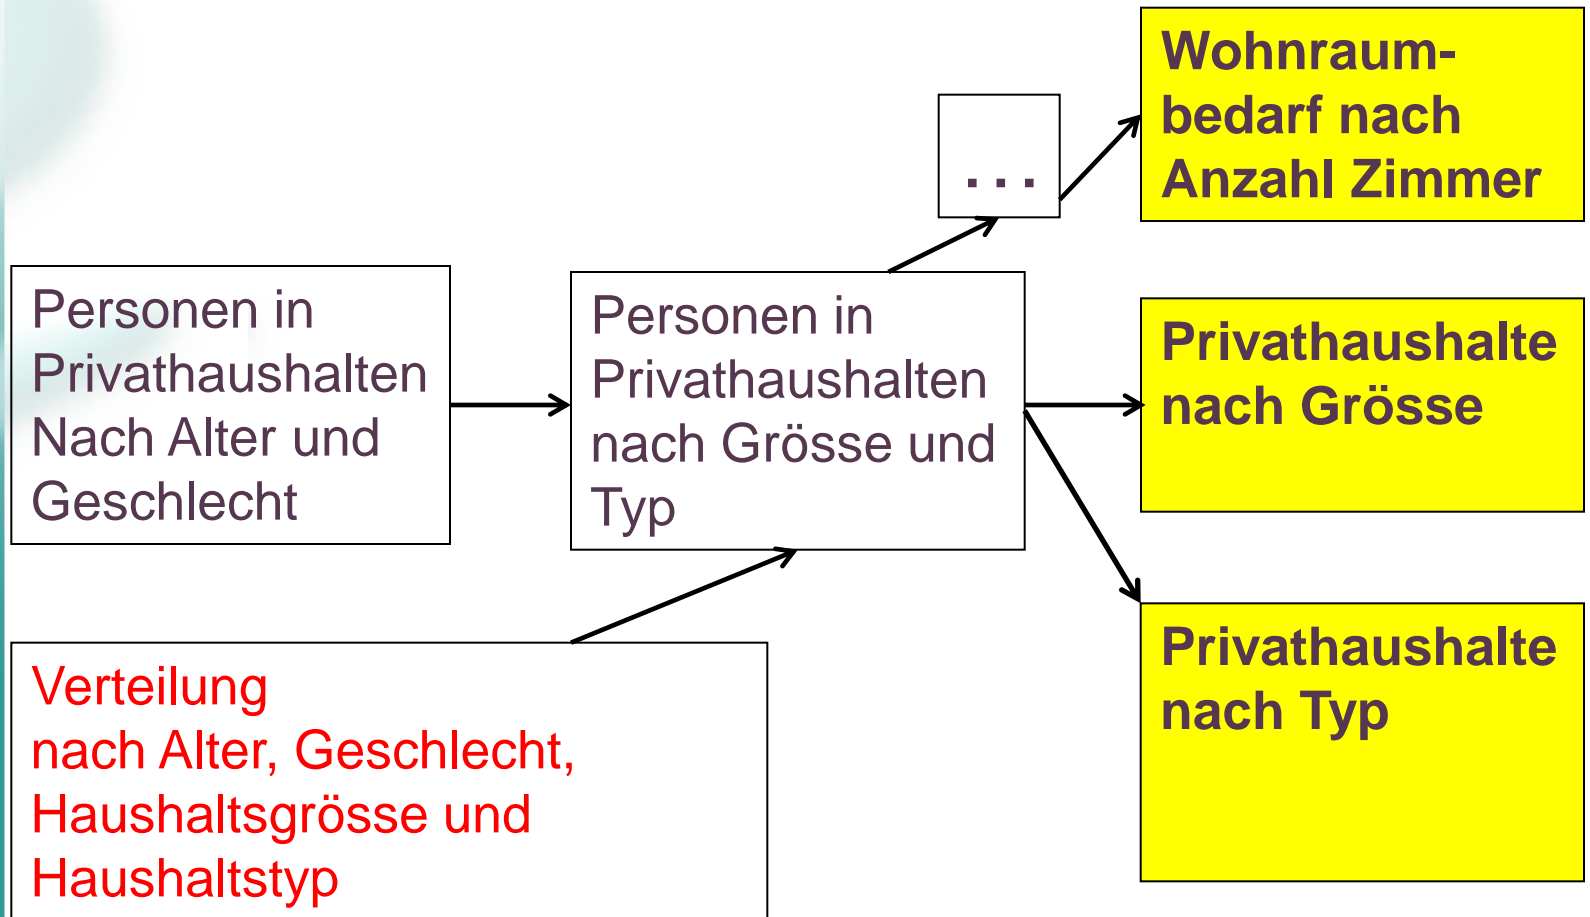 Wohnraum-
bedarf nach
Anzahl Zimmer
...
Personen in
Privathaushalten
Nach Alter und
Geschlecht
Personen in
Privathaushalten
nach Grösse und
Typ
Privathaushalte
nach Grösse
Verteilung
nach Alter, Geschlecht,
Haushaltsgrösse und
Haushaltstyp
Privathaushalte
nach Typ